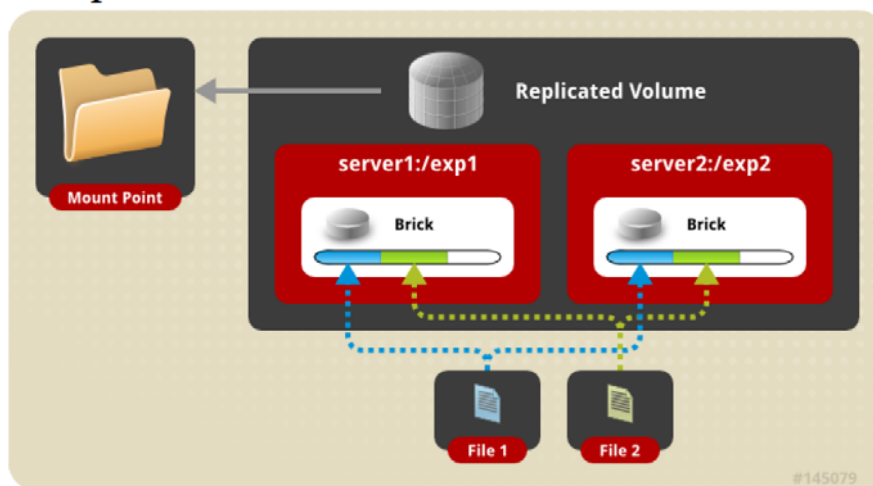 Replicated Volume
Mount Point
server1:/exp1
server2:/exp2
Brick
Brick
File 1
File 2
#145079